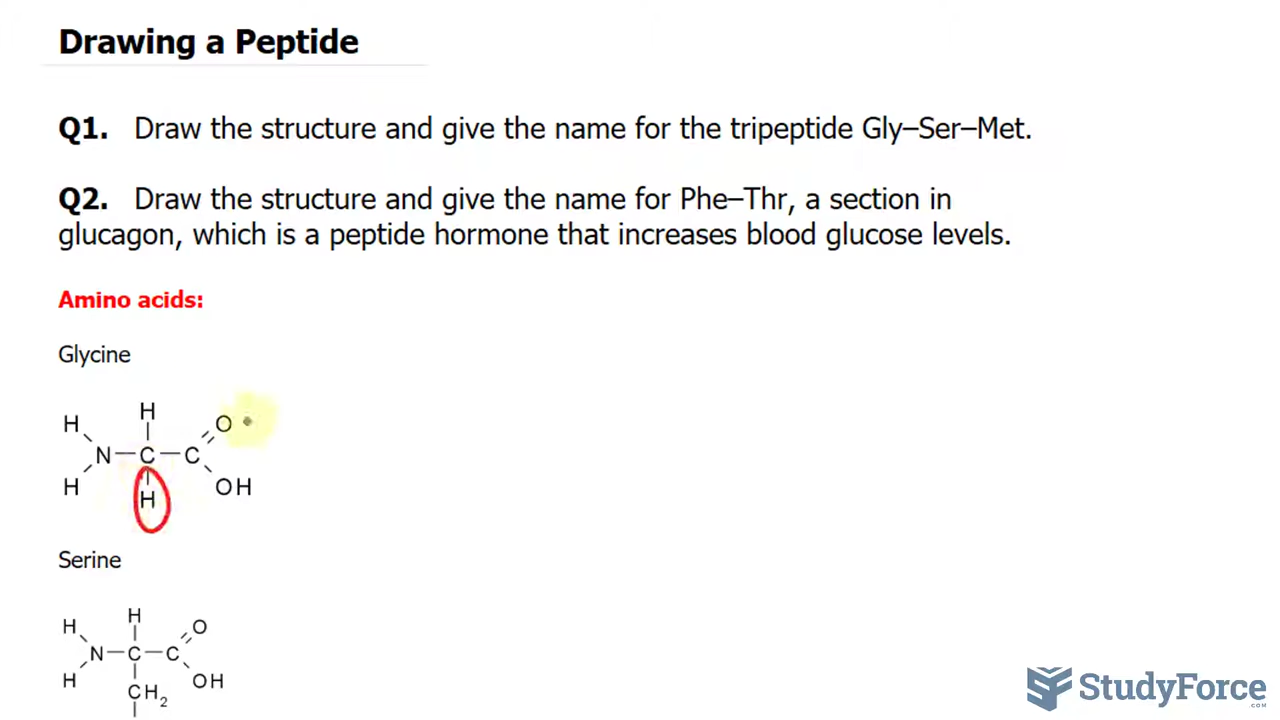 Drawing a Peptide
Q1. Draw the structure and give the name for the tripeptide Gly–Ser–Met.
Q2. Draw the structure and give the name for Phe–Thr, a section in
glucagon, which is a peptide hormone that increases blood glucose levels.
Amino acids:
Glycine
H
H O
N–C–C
H H OH
Serine
H
H O
N–C–C
H OH
CH₂
StudyForce
.COM